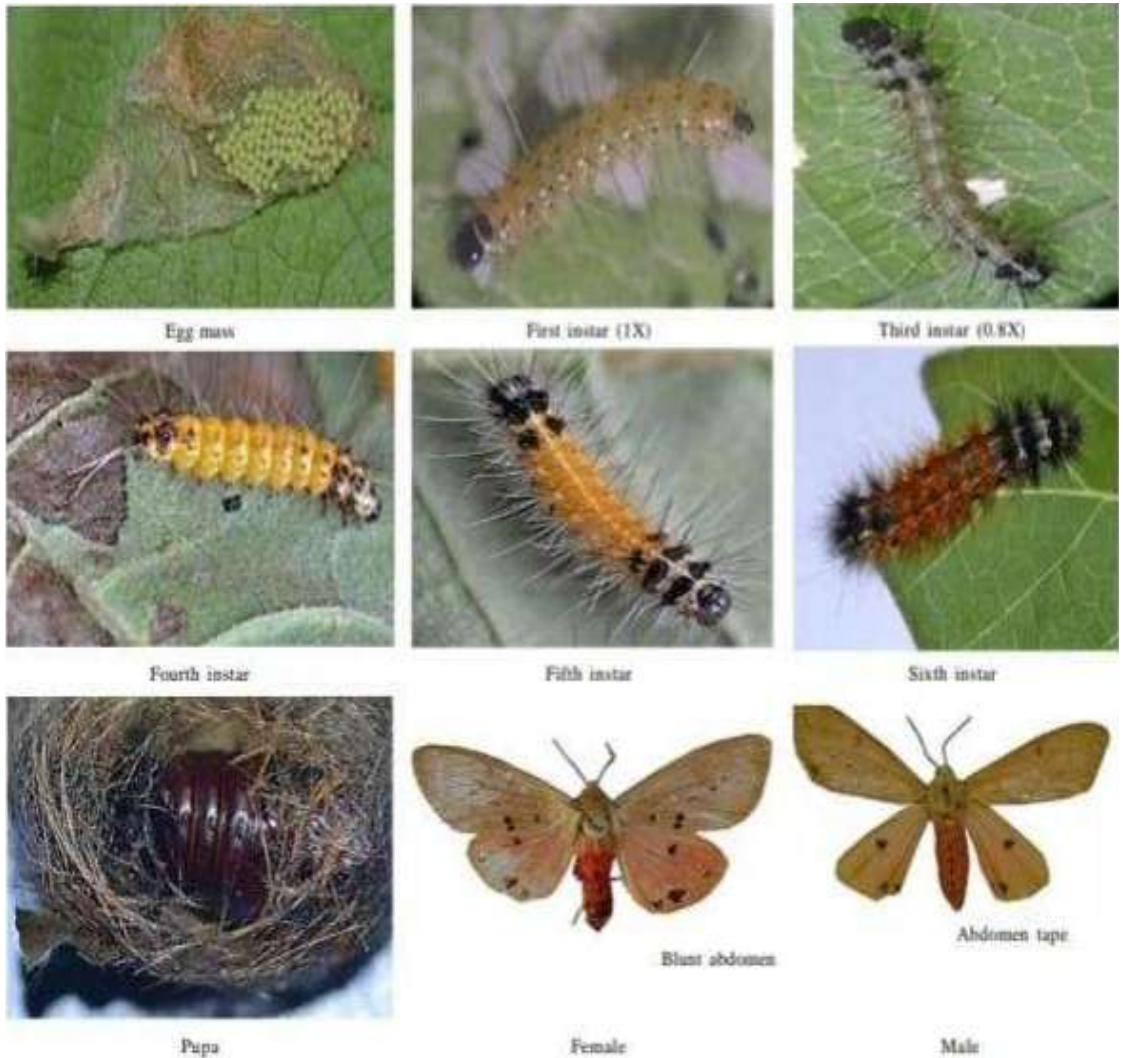 Egg mass
First instar (1X)
Third instar (0.8X)
Fourth instar
Fifth instar
Sixth instar
Blunt abdomen
Abdomen tape
Pupa
Female
Male